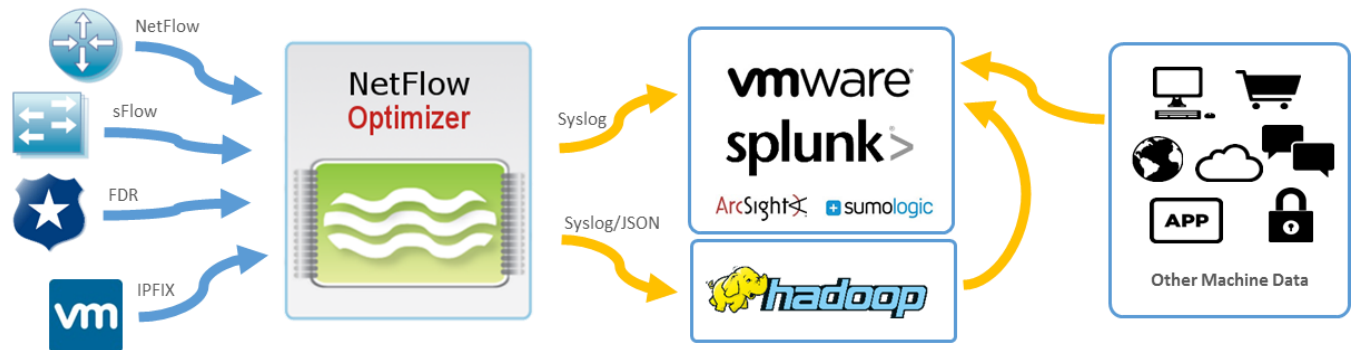 NetFlow
sFlow
FDR
IPFIX
vm
NetFlow
Optimizer
Syslog
Syslog/JSON
vmware®
splunk>®
ArcSight
sumologic
hadoop
APP
Other Machine Data